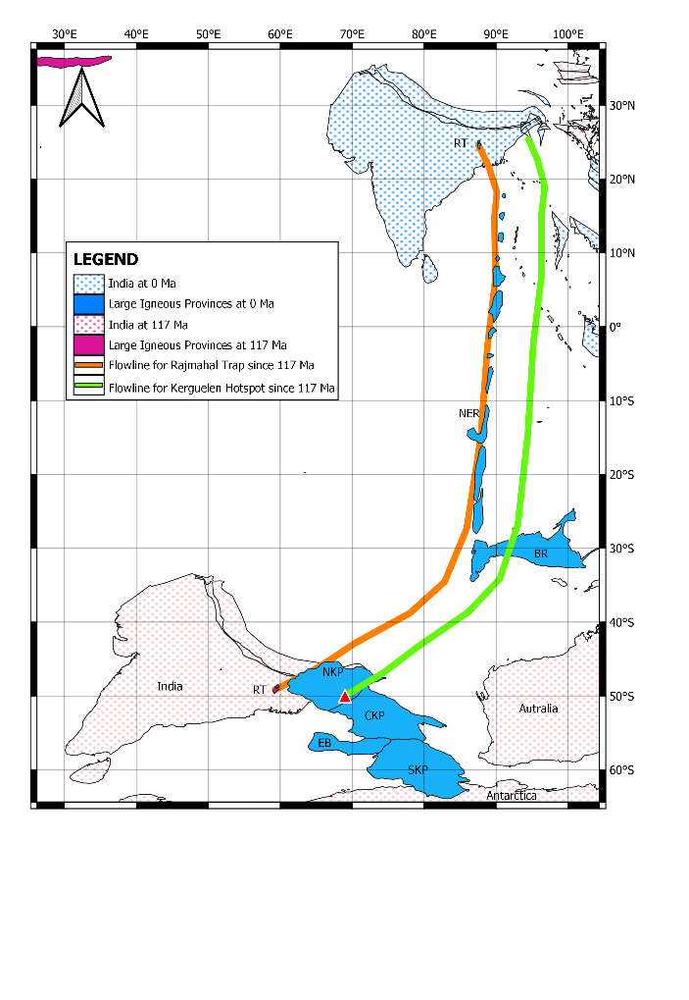 30°E 40°E 50°E 60°E 70°E 80°E 90°E 100°E
30°N
RT
20°N
10°N
LEGEND
India at 0 Ma
Large Igneous Provinces at 0 Ma
India at 117 Ma
Large Igneous Provinces at 117 Ma
Flowline for Rajmahal Trap since 117 Ma
Flowline for Kerguelen Hotspot since 117 Ma
0°
10°S
NER
20°S
30°S
BR
40°S
NKP
India
RT
50°S
Autralia
CKP
EB
SKP
60°S
Antarctica